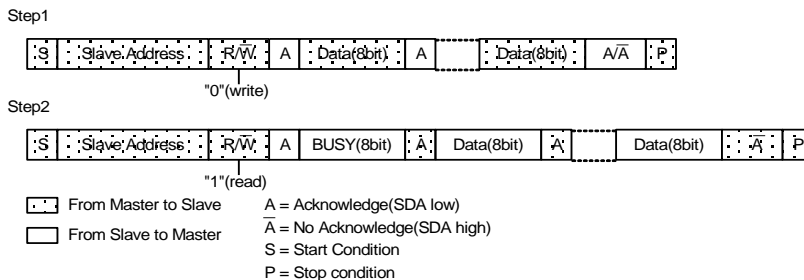 Step1
S Slave Address R/W̅ A Data(8bit) A Data(8bit) A/A̅ P
"0"(write)
Step2
S Slave Address R/W̅ A BUSY(8bit) A Data(8bit) A Data(8bit) A̅ P
"1"(read)
From Master to Slave
From Slave to Master
A = Acknowledge(SDA low)
A̅ = No Acknowledge(SDA high)
S = Start Condition
P = Stop condition